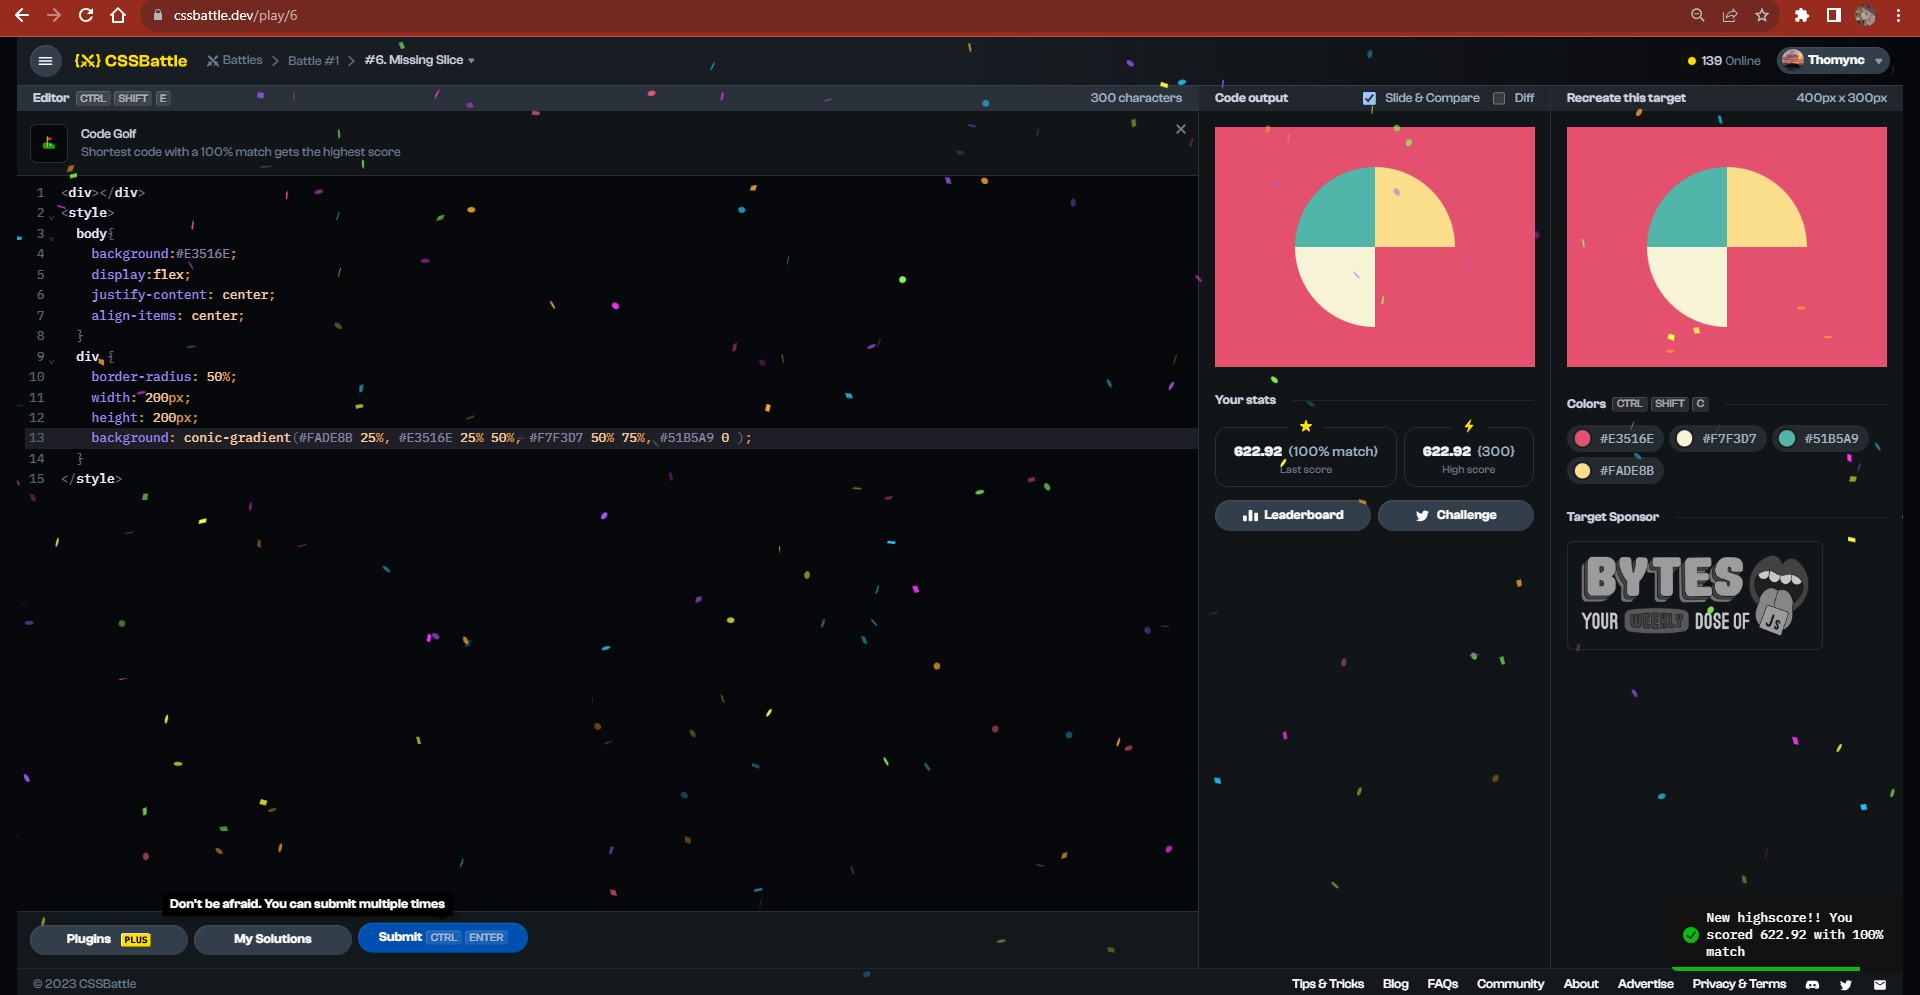 cssbattle.dev/play/6
CSSBattle
Battles
Battle #1
#6. Missing Slice
139 Online
Thomync
Editor CTRL SHIFT E
300 characters
Code output
Slide & Compare
Diff
Recreate this target
400px x 300px
Code Golf
Shortest code with a 100% match gets the highest score
1 <div></div>
2 <style>
3 body{
4 background:#E3516E;
5 display:flex;
6 justify-content: center;
7 align-items: center;
8 }
9 div {
10 border-radius: 50%;
11 width: 200px;
12 height: 200px;
13 background: conic-gradient(#FADE8B 25%, #E3516E 25% 50%, #F7F3D7 50% 75%, #51B5A9 0 );
14 }
15 </style>
Your stats
622.92 (100% match)
Last score
622.92 {300}
High score
Leaderboard
Challenge
Colors CTRL SHIFT C
#E3516E
#F7F3D7
#51B5A9
#FADE8B
Target Sponsor
BYTES
YOUR WEEKLY DOSE OF JS
Don't be afraid. You can submit multiple times
Plugins PLUS
My Solutions
Submit CTRL ENTER
New highscore!! You
scored 622.92 with 100%
match
© 2023 CSSBattle
Tips & Tricks
Blog
FAQs
Community
About
Advertise
Privacy & Terms